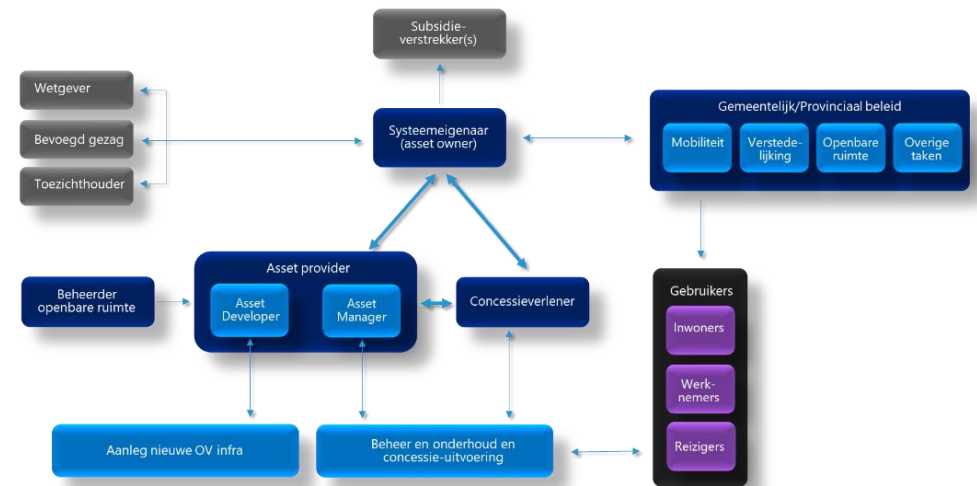 Subsidie-
verstrekker(s)
Wetgever
Bevoegd gezag
Toezichthouder
Systeemeigenaar
(asset owner)
Gemeentelijk/Provinciaal beleid
Mobiliteit
Verstede-
lijking
Openbare
ruimte
Overige
taken
Beheerder
openbare ruimte
Asset provider
Asset
Developer
Asset
Manager
Concessieverlener
Gebruikers
Inwoners
Werk-
nemers
Reizigers
Aanleg nieuwe OV infra
Beheer en onderhoud en
concessie-uitvoering